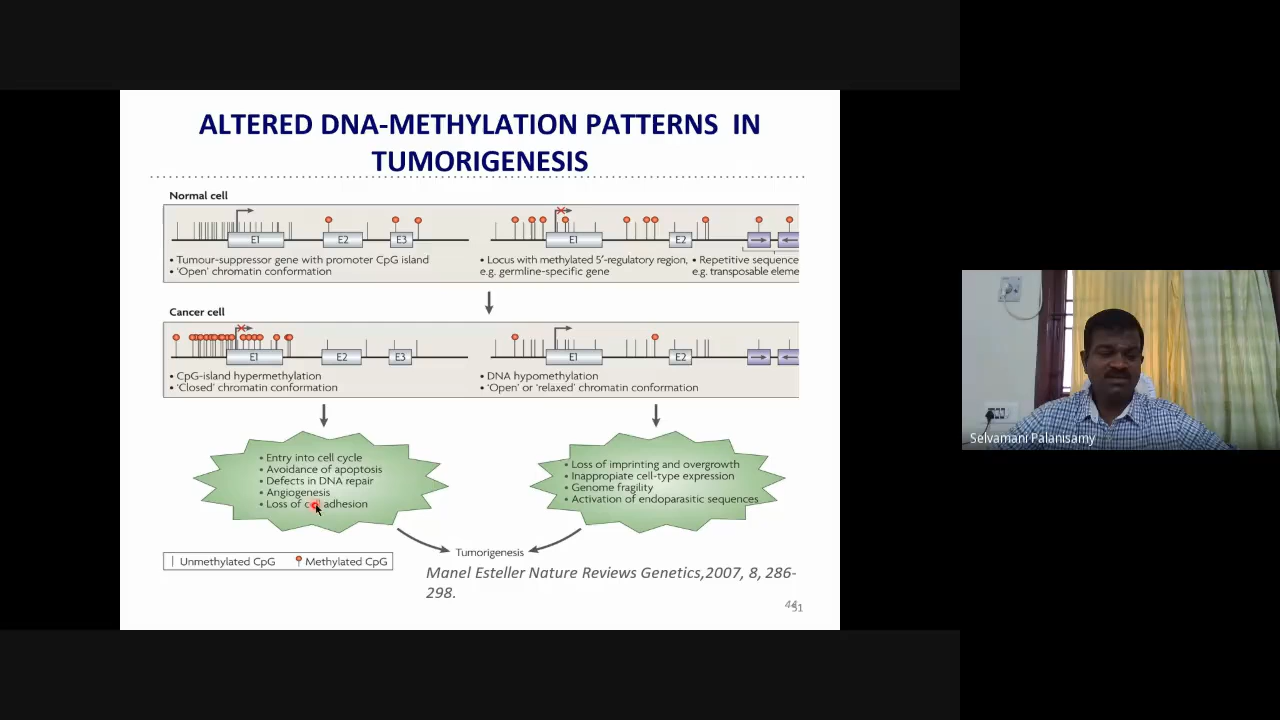 ALTERED DNA-METHYLATION PATTERNS IN
TUMORIGENESIS
Normal cell
E1
E2
E3
E1
E2
• Tumour-suppressor gene with promoter CpG island
• 'Open' chromatin conformation
• Locus with methylated 5′-regulatory region,
e.g. germline-specific gene
• Repetitive sequence
e.g. transposable eleme
Cancer cell
E1
E2
E3
E1
E2
• CpG-island hypermethylation
• 'Closed' chromatin conformation
• DNA hypomethylation
• 'Open' or 'relaxed' chromatin conformation
• Entry into cell cycle
• Avoidance of apoptosis
• Defects in DNA repair
• Angiogenesis
• Loss of cell adhesion
• Loss of imprinting and overgrowth
• Inappropiate cell-type expression
• Genome fragility
• Activation of endoparasitic sequences
Tumorigenesis
Unmethylated CpG
Methylated CpG
Manel Esteller Nature Reviews Genetics,2007, 8, 286-
298.
Selvamani Palanisamy